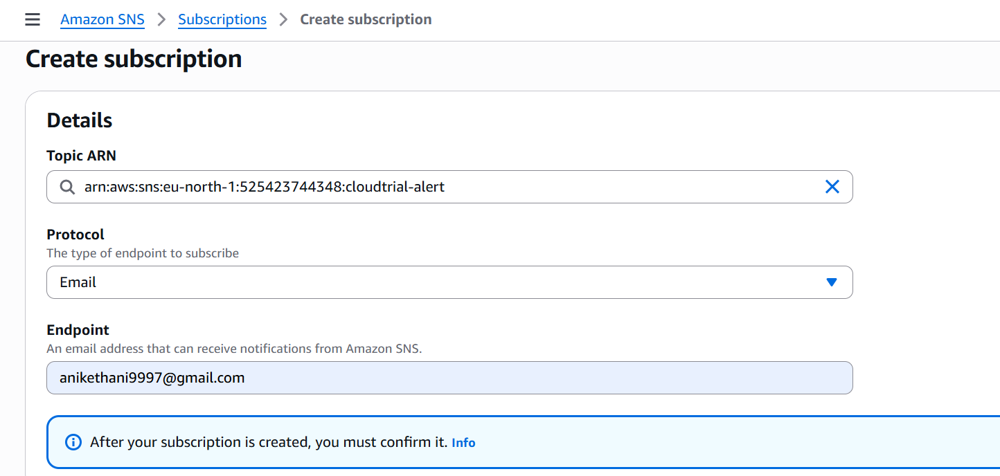 Amazon SNS > Subscriptions > Create subscription
Create subscription
Details
Topic ARN
arn:aws:sns:eu-north-1:525423744348:cloudtrial-alert
Protocol
The type of endpoint to subscribe
Email
Endpoint
An email address that can receive notifications from Amazon SNS.
anikethani9997@gmail.com
After your subscription is created, you must confirm it. Info